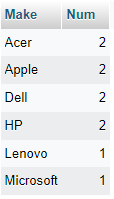 Make Num
Acer 2
Apple 2
Dell 2
HP 2
Lenovo 1
Microsoft 1